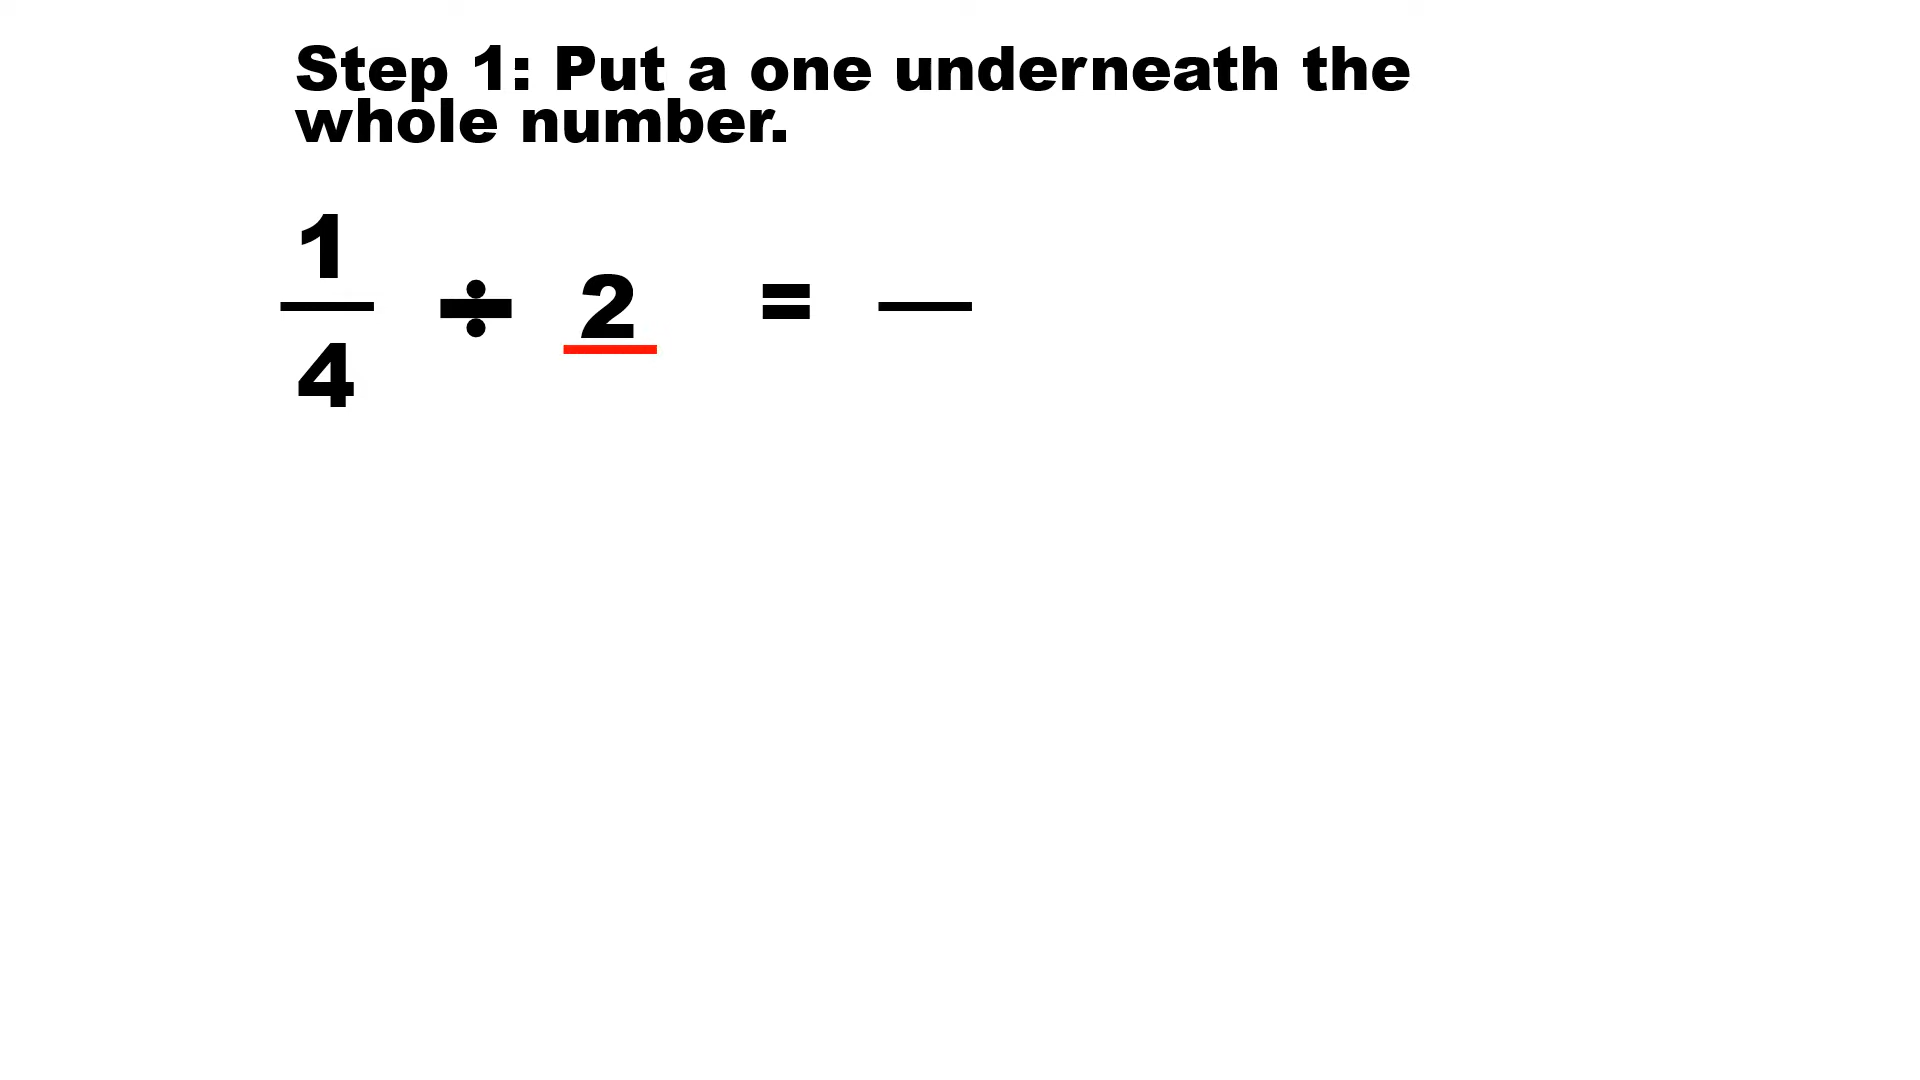 Step 1: Put a one underneath the
whole number.
1
4
÷ 2 =